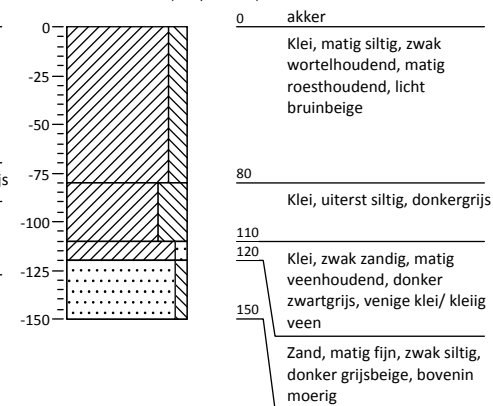 0 akker
0
Klei, matig siltig, zwak
wortelhoudend, matig
roesthoudend, licht
bruinbeige
-25
-50
-75
80
Klei, uiterst siltig, donkergrijs
-100
110
120
Klei, zwak zandig, matig
veenhoudend, donker
zwartgrijs, venige klei/ kleiig
veen
-125
150
-150
Zand, matig fijn, zwak siltig,
donker grijsbeige, bovenin
moerig